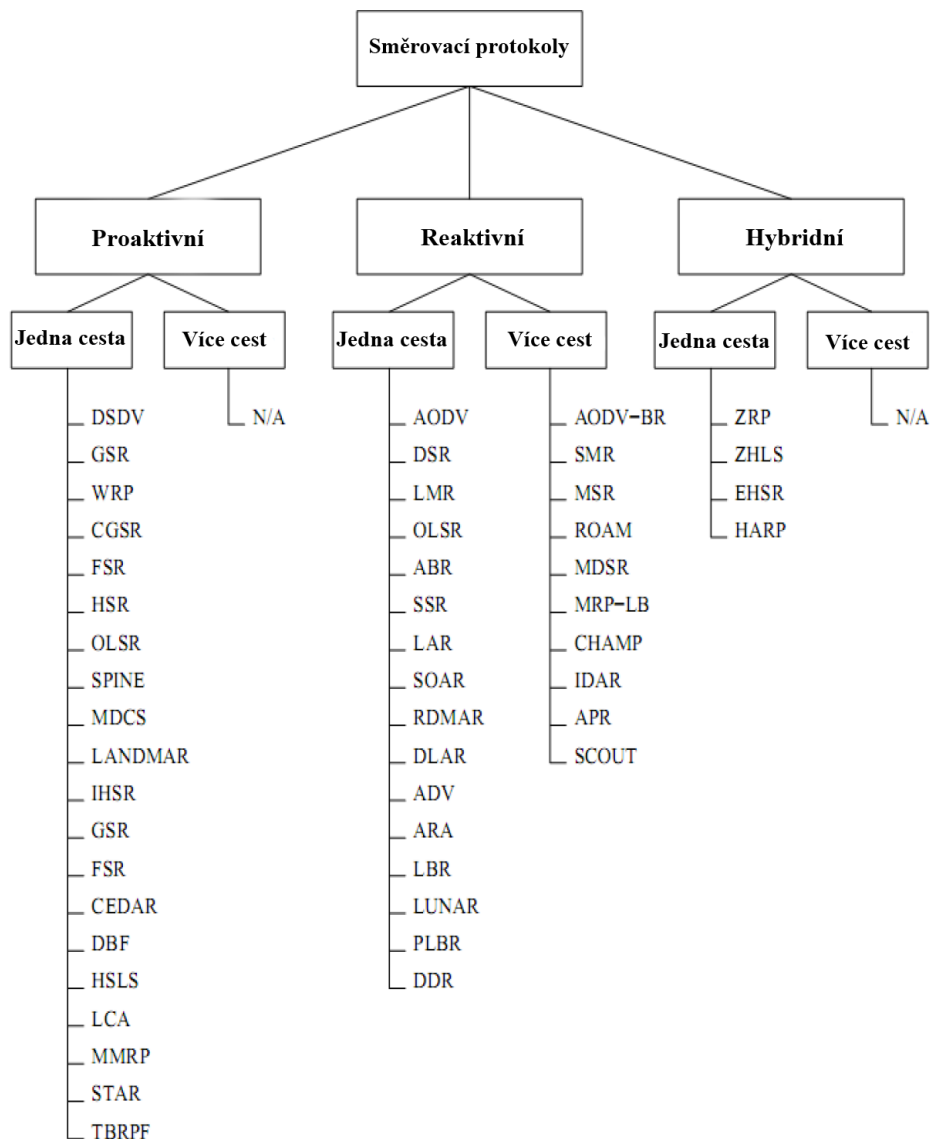 Směrovací protokoly
Proaktivní
Reaktivní
Hybridní
Jedna cesta
Více cest
Jedna cesta
Více cest
Jedna cesta
Více cest
DSDV
GSR
WRP
CGSR
FSR
HSR
OLSR
SPINE
MDCS
LANDMAR
IHSR
GSR
FSR
CEDAR
DBF
HSLS
LCA
MMRP
STAR
TBRPF
N/A
AODV
DSR
LMR
OLSR
ABR
SSR
LAR
SOAR
RDMAR
DLAR
ADV
ARA
LBR
LUNAR
PLBR
DDR
AODV-BR
SMR
MSR
ROAM
MDSR
MRP-LB
CHAMP
IDAR
APR
SCOUT
ZRP
ZHLS
EHSR
HARP
N/A